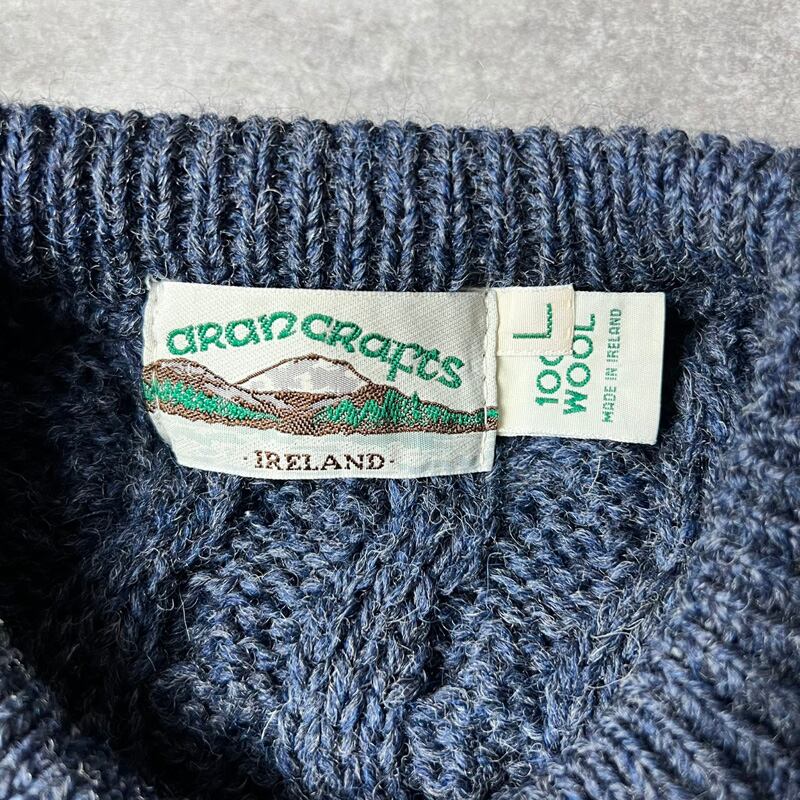 arancrafts
·IRELAND·
L
100
WOOL
MADE IN IRELAND